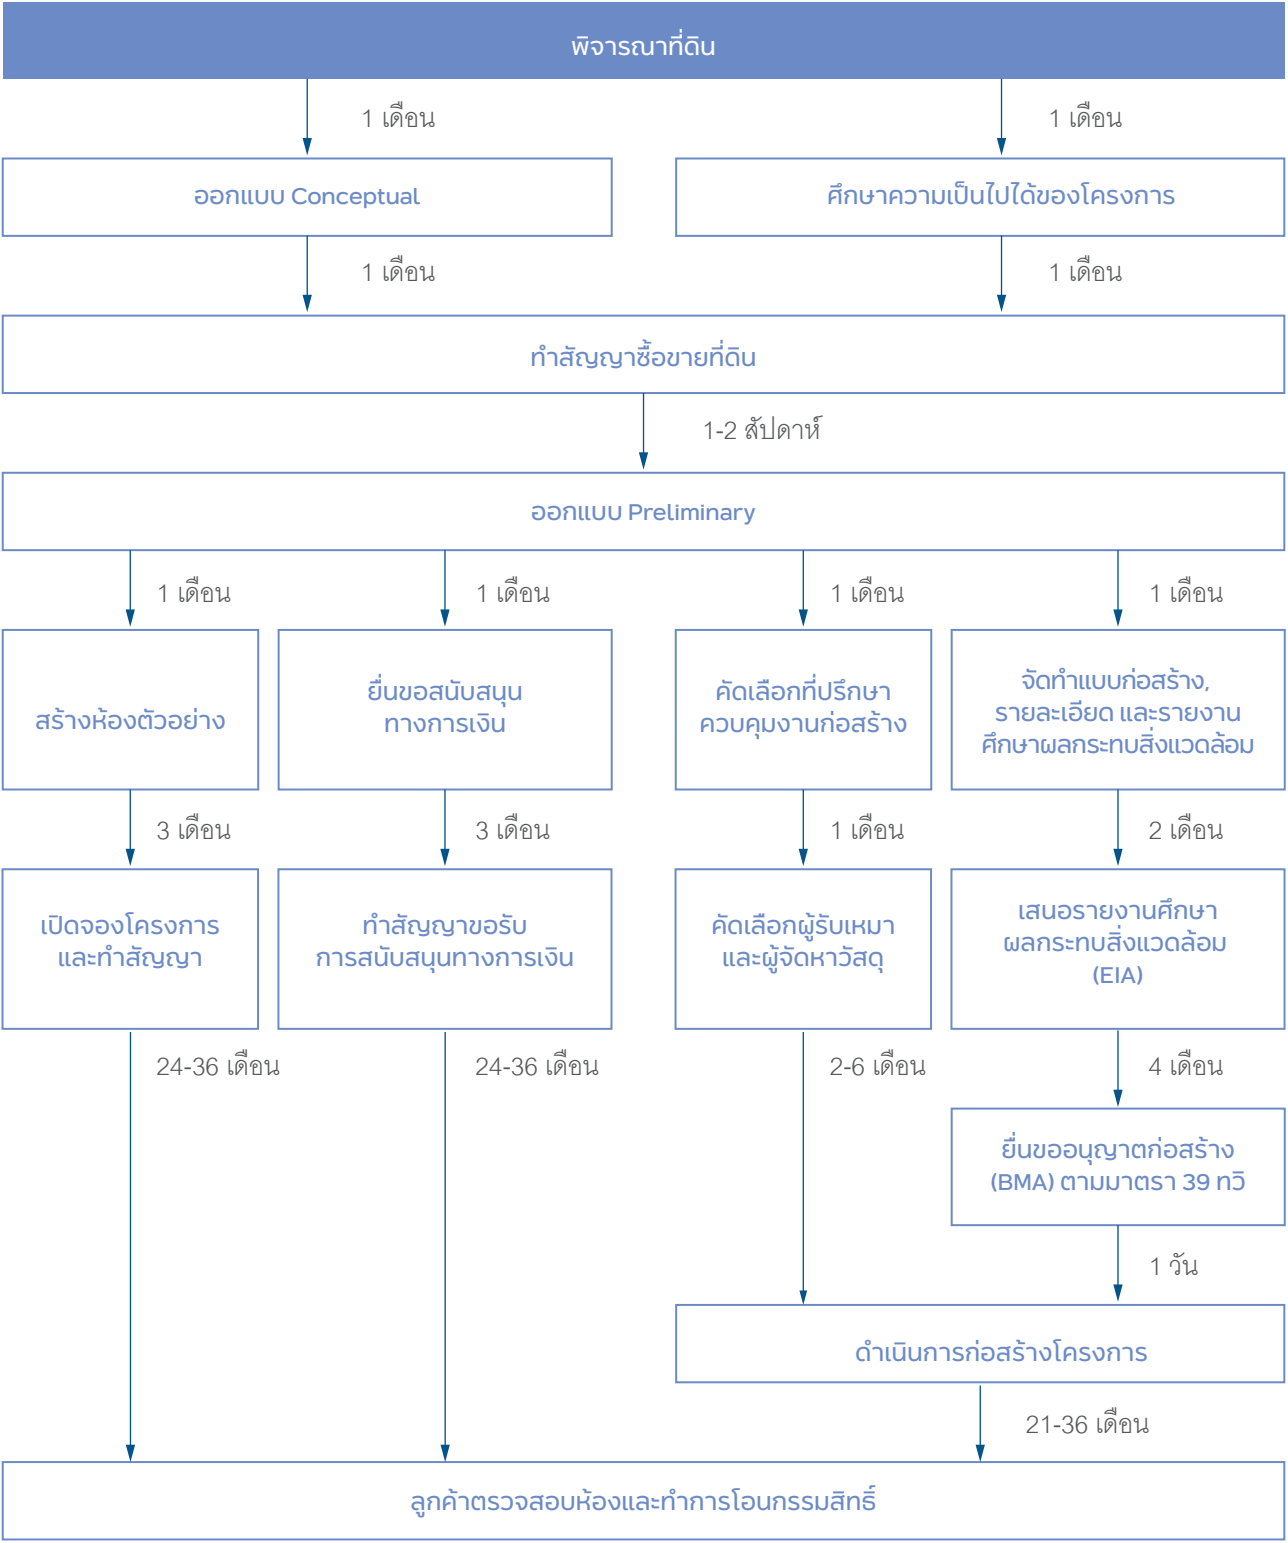 พิจารณาที่ดิน
1 เดือน
1 เดือน
ออกแบบ Conceptual
ศึกษาความเป็นไปได้ของโครงการ
1 เดือน
1 เดือน
ทำสัญญาซื้อขายที่ดิน
1-2 สัปดาห์
ออกแบบ Preliminary
1 เดือน
1 เดือน
1 เดือน
1 เดือน
สร้างห้องตัวอย่าง
ยื่นขอสนับสนุน
ทางการเงิน
คัดเลือกที่ปรึกษา
ควบคุมงานก่อสร้าง
จัดทำแบบก่อสร้าง,
รายละเอียด และรายงาน
ศึกษาผลกระทบสิ่งแวดล้อม
3 เดือน
3 เดือน
1 เดือน
2 เดือน
เปิดจองโครงการ
และทำสัญญา
ทำสัญญาขอรับ
การสนับสนุนทางการเงิน
คัดเลือกผู้รับเหมา
และผู้จัดหาวัสดุ
เสนอรายงานศึกษา
ผลกระทบสิ่งแวดล้อม
(EIA)
24-36 เดือน
24-36 เดือน
2-6 เดือน
4 เดือน
ยื่นขออนุญาตก่อสร้าง
(BMA) ตามมาตรา 39 ทวิ
1 วัน
ดำเนินการก่อสร้างโครงการ
21-36 เดือน
ลูกค้าตรวจสอบห้องและทำการโอนกรรมสิทธิ์